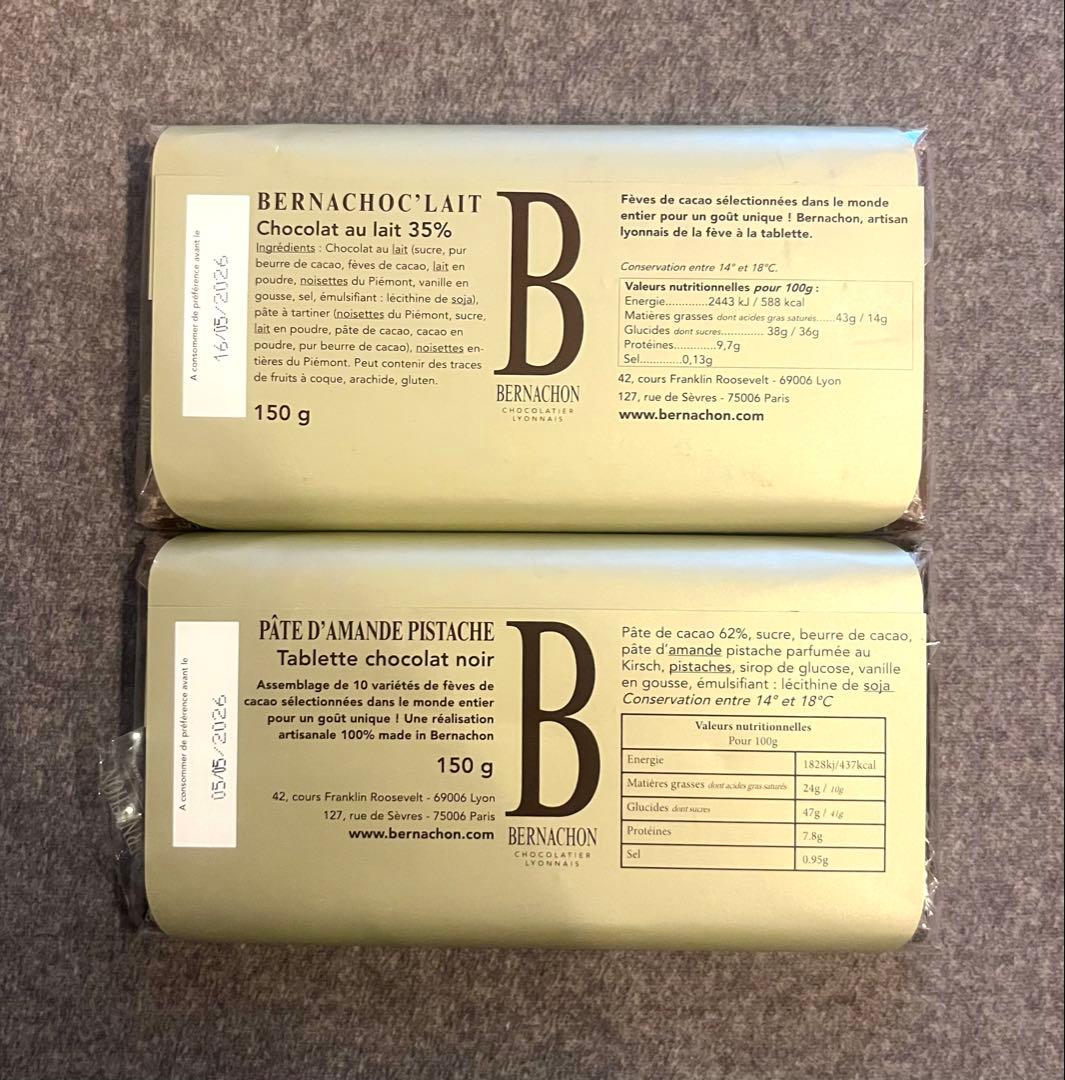 A consommer de préférence avant le
16/05/2026
BERNACHOC'LAIT
Chocolat au lait 35%
Ingrédients : Chocolat au lait (sucre, pur
beurre de cacao, fèves de cacao, lait en
poudre, noisettes du Piémont, vanille en
gousse, sel, émulsifiant : lécithine de soja),
pâte à tartiner (noisettes du Piémont, sucre,
lait en poudre, pâte de cacao, cacao en
poudre, pur beurre de cacao), noisettes en-
tières du Piémont. Peut contenir des traces
de fruits à coque, arachide, gluten.
150 g
B
BERNACHON
CHOCOLATIER
LYONNAIS
Fèves de cacao sélectionnées dans le monde
entier pour un goût unique ! Bernachon, artisan
lyonnais de la fève à la tablette.
Conservation entre 14° et 18°C.
Valeurs nutritionnelles pour 100g :
Energie.............2443 kJ / 588 kcal
Matières grasses dont acides gras saturés......43g / 14g
Glucides dont sucres............. 38g / 36g
Protéines.............9,7g
Sel.............0,13g
42, cours Franklin Roosevelt - 69006 Lyon
127, rue de Sèvres - 75006 Paris
www.bernachon.com
A consommer de préférence avant le
05/05/2026
PÂTE D'AMANDE PISTACHE
Tablette chocolat noir
Assemblage de 10 variétés de fèves de
cacao sélectionnées dans le monde entier
pour un goût unique ! Une réalisation
artisanale 100% made in Bernachon
150 g
42, cours Franklin Roosevelt - 69006 Lyon
127, rue de Sèvres - 75006 Paris
www.bernachon.com
B
BERNACHON
CHOCOLATIER
LYONNAIS
Pâte de cacao 62%, sucre, beurre de cacao,
pâte d'amande pistache parfumée au
Kirsch, pistaches, sirop de glucose, vanille
en gousse, émulsifiant : lécithine de soja
Conservation entre 14° et 18°C
Valeurs nutritionnelles
Pour 100g
Energie 1828kj/437kcal
Matières grasses dont acides gras saturés 24g / 10g
Glucides dont sucres 47g / 41g
Protéines 7.8g
Sel 0.95g